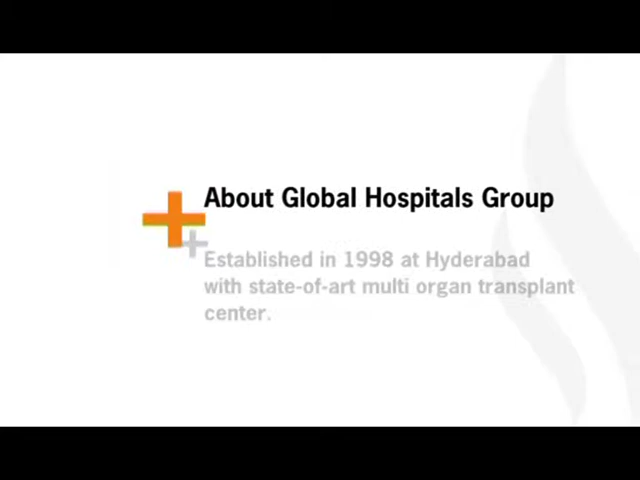 About Global Hospitals Group
Established in 1998 at Hyderabad
with state-of-art multi organ transplant
center.